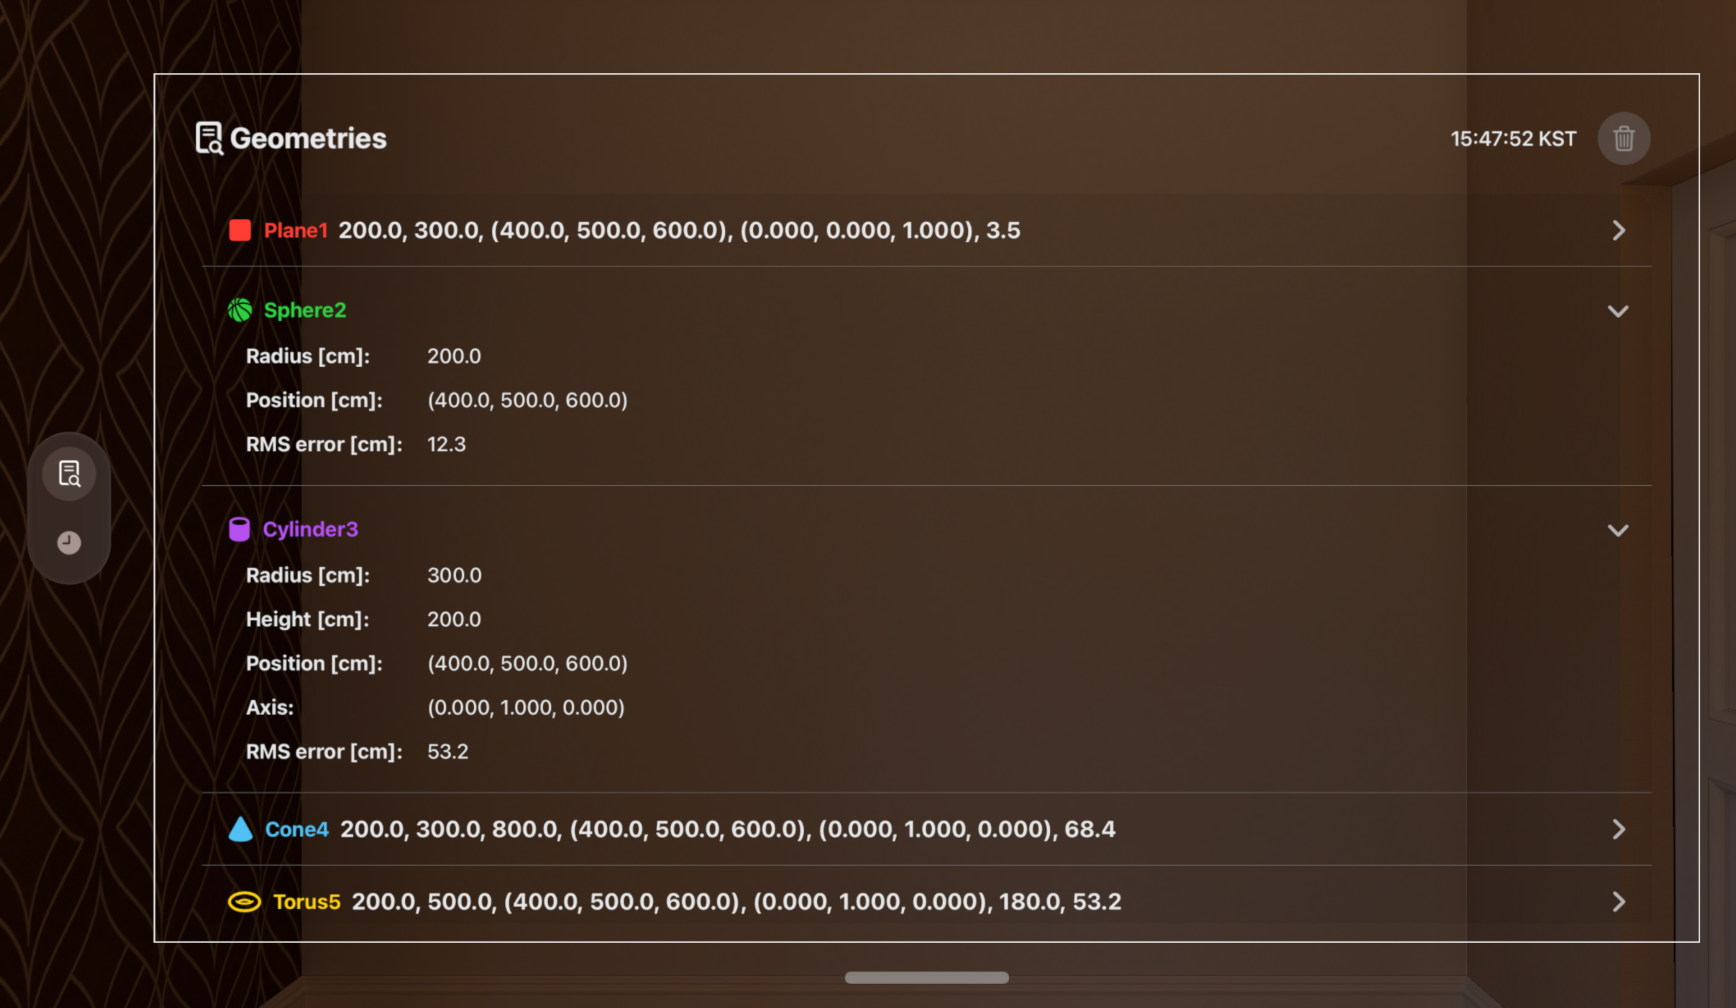 Geometries
15:47:52 KST
Plane1 200.0, 300.0, (400.0, 500.0, 600.0), (0.000, 0.000, 1.000), 3.5
Sphere2
Radius [cm]: 200.0
Position [cm]: (400.0, 500.0, 600.0)
RMS error [cm]: 12.3
Cylinder3
Radius [cm]: 300.0
Height [cm]: 200.0
Position [cm]: (400.0, 500.0, 600.0)
Axis: (0.000, 1.000, 0.000)
RMS error [cm]: 53.2
Cone4 200.0, 300.0, 800.0, (400.0, 500.0, 600.0), (0.000, 1.000, 0.000), 68.4
Torus5 200.0, 500.0, (400.0, 500.0, 600.0), (0.000, 1.000, 0.000), 180.0, 53.2